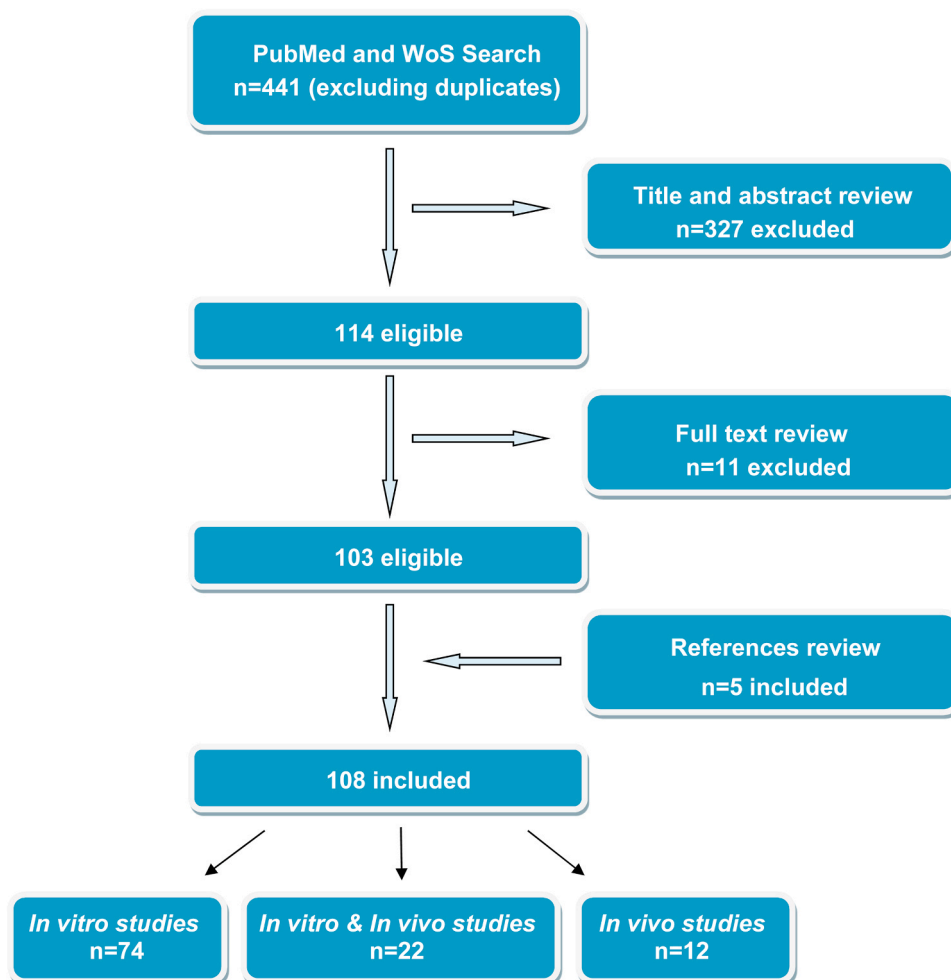 PubMed and WoS Search
n=441 (excluding duplicates)
Title and abstract review
n=327 excluded
114 eligible
Full text review
n=11 excluded
103 eligible
References review
n=5 included
108 included
In vitro studies
n=74
In vitro & In vivo studies
n=22
In vivo studies
n=12